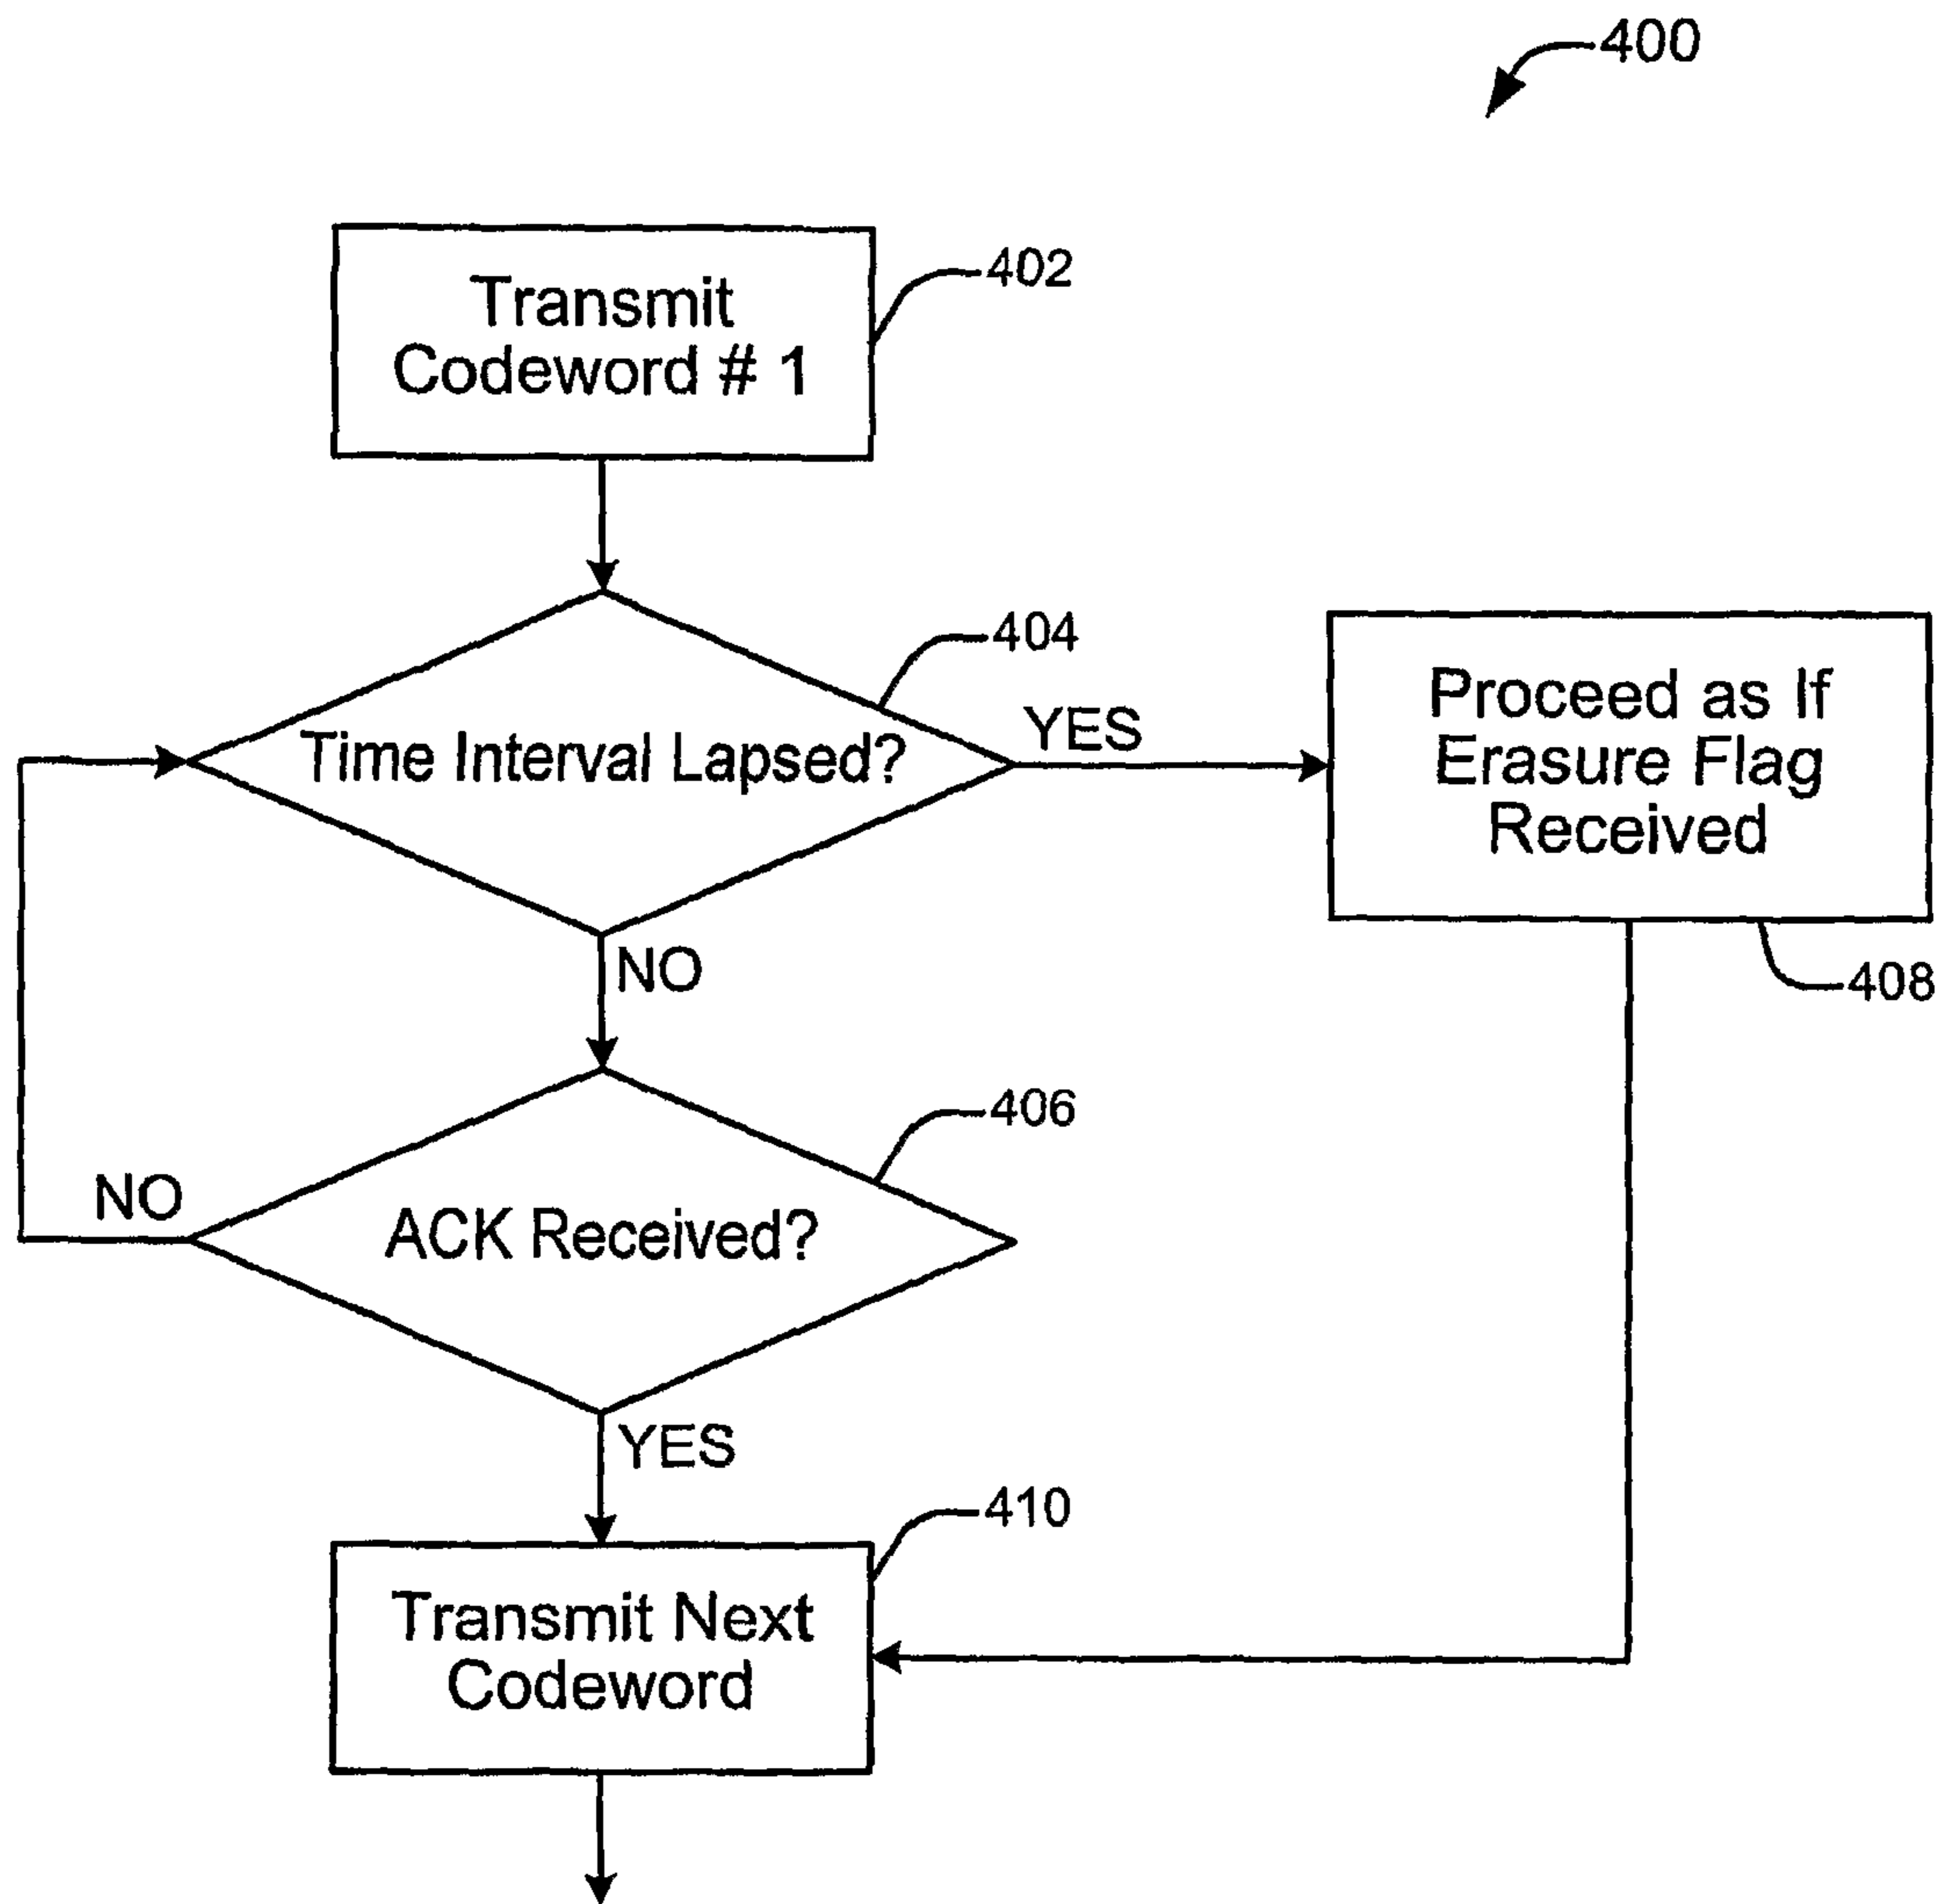 400
Transmit
Codeword # 1
402
Time Interval Lapsed?
404
YES
Proceed as If
Erasure Flag
Received
408
NO
ACK Received?
406
NO
YES
Transmit Next
Codeword
410